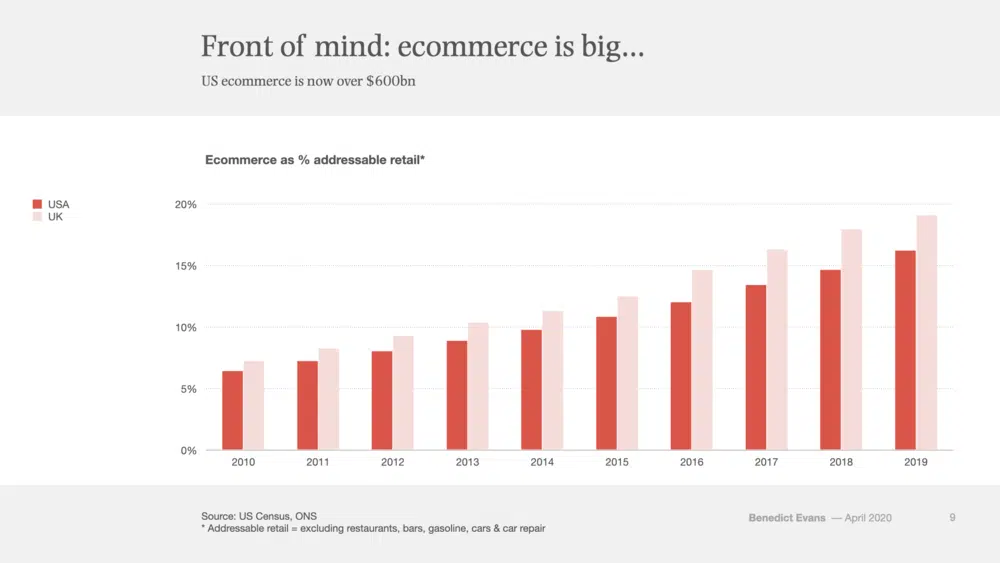 Front of mind: ecommerce is big...
US ecommerce is now over $600bn
Ecommerce as % addressable retail*
USA
UK
20%
15%
10%
5%
0%
2010 2011 2012 2013 2014 2015 2016 2017 2018 2019
Source: US Census, ONS
* Addressable retail = excluding restaurants, bars, gasoline, cars & car repair
Benedict Evans — April 2020 9